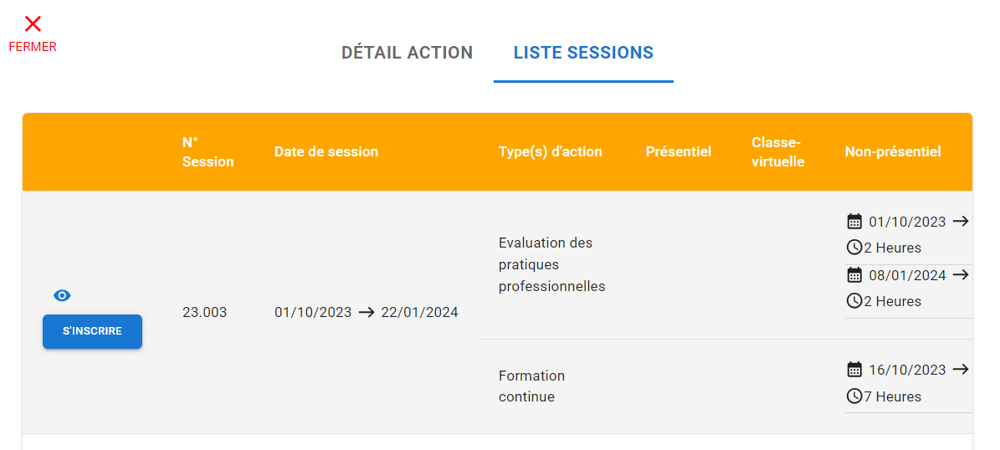 FERMER
DÉTAIL ACTION
LISTE SESSIONS
N°
Session
Date de session
Type(s) d'action
Présentiel
Classe-
virtuelle
Non-présentiel
S'INSCRIRE
23.003
01/10/2023 → 22/01/2024
Evaluation des
pratiques
professionnelles
01/10/2023 →
2 Heures
08/01/2024 →
2 Heures
Formation
continue
16/10/2023 →
7 Heures